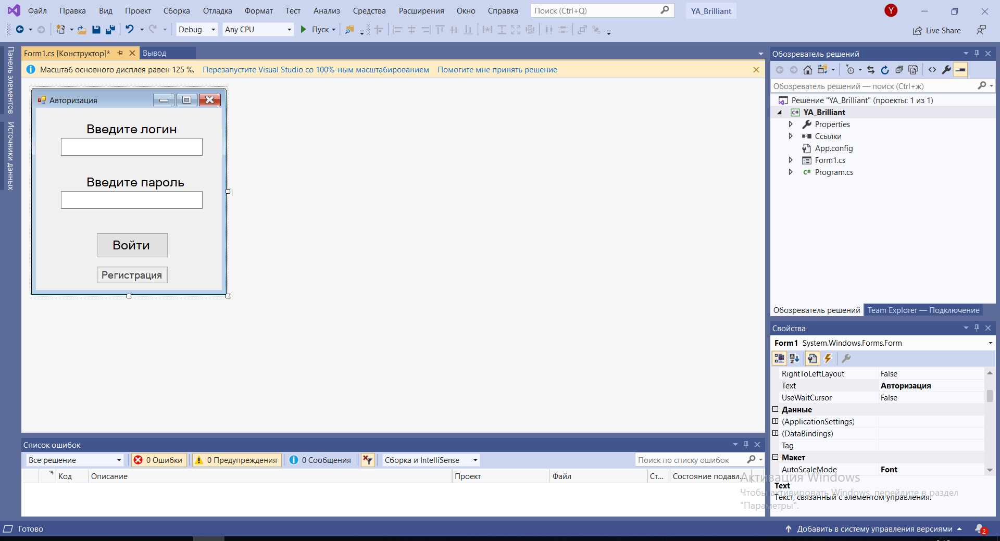 Файл Правка Вид Проект Сборка Отладка Формат Тест Анализ Средства Расширения Окно Справка Поиск (Ctrl+Q) YA_Brilliant Y
Debug Any CPU Пуск Live Share
Панель элементов
Источники данных
Form1.cs [Конструктор]* Вывод
Масштаб основного дисплея равен 125 %. Перезапустите Visual Studio со 100%-ным масштабированием Помогите мне принять решение
Авторизация
Введите логин
Введите пароль
Войти
Регистрация
Обозреватель решений
Обозреватель решений — поиск (Ctrl+ж)
Решение "YA_Brilliant" (проекты: 1 из 1)
C# YA_Brilliant
Properties
Ссылки
App.config
Form1.cs
C# Program.cs
Обозреватель решений Team Explorer — Подключение
Свойства
Form1 System.Windows.Forms.Form
RightToLeftLayout False
Text Авторизация
UseWaitCursor False
Данные
(ApplicationSettings)
(DataBindings)
Tag
Макет
AutoScaleMode Font
Text
Текст, связанный с элементом управления.
Список ошибок
Все решение 0 Ошибки 0 Предупреждения 0 Сообщения Сборка и IntelliSense Поиск по списку ошибок
Код Описание Проект Файл Ст... Состояние подавл...
Активация Windows
Чтобы активировать Windows, перейдите в раздел
"Параметры".
Готово Добавить в систему управления версиями 2